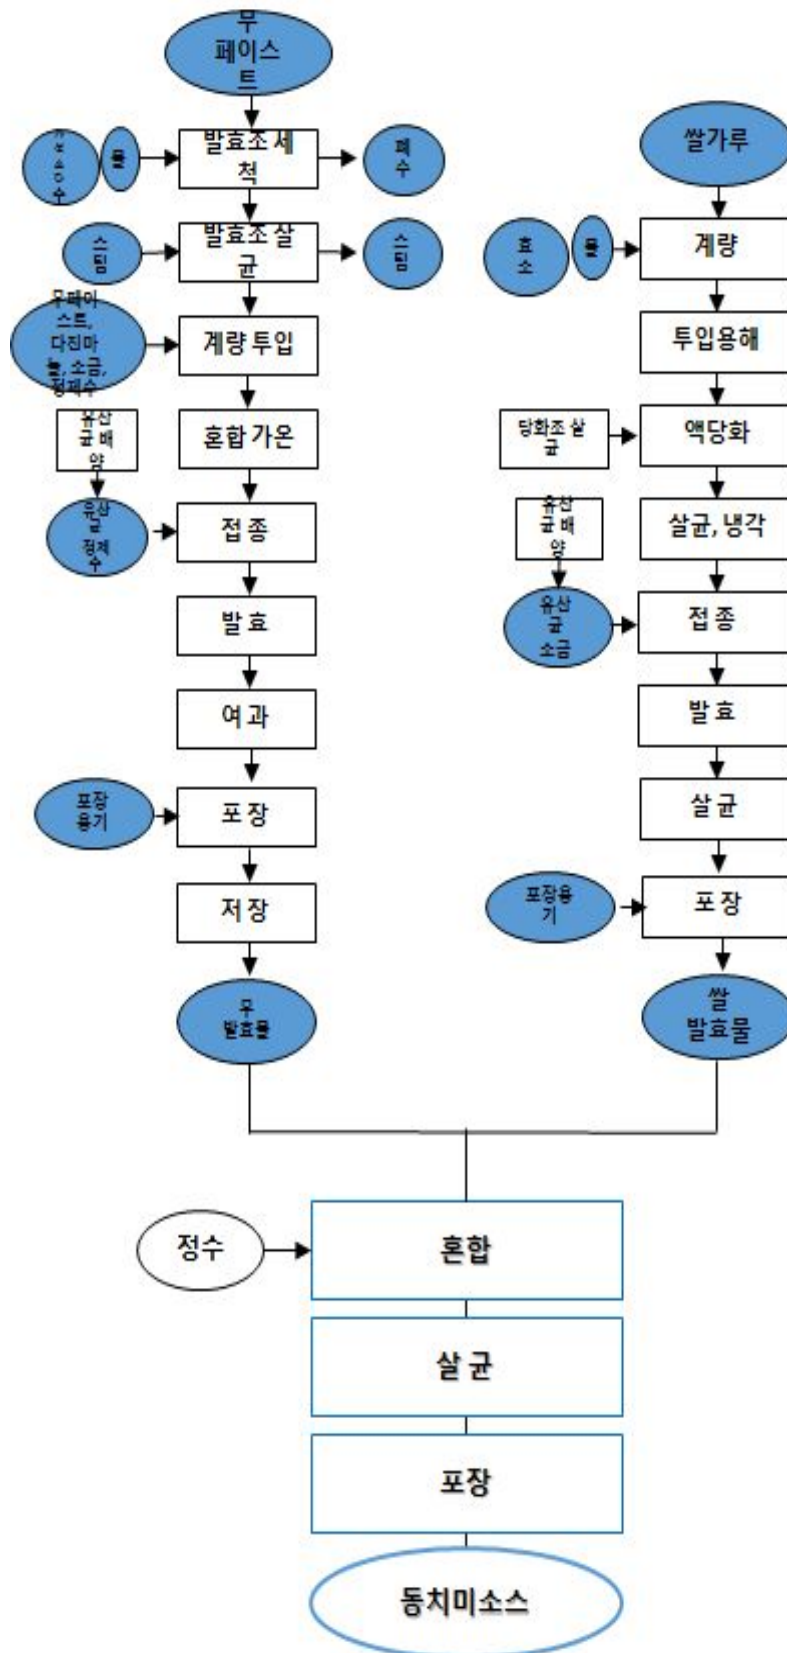 무
페이스
트
발효조 세
척
물
폐
수
스
팀
발효조 살
균
스
팀
무페이
스트,
다진마
늘, 소금,
정제수
계량 투입
유산
균 배
양
혼합 가온
유산
균
정제
수
접 종
발 효
여 과
포장
용기
포 장
저 장
무
발효물
쌀가루
효
소
물
계량
투입용해
당화조 살
균
액당화
유산
균 배
양
살균, 냉각
유산
균
소금
접 종
발 효
살 균
포장용
기
포 장
쌀
발효물
정수
혼합
살 균
포장
동치미소스